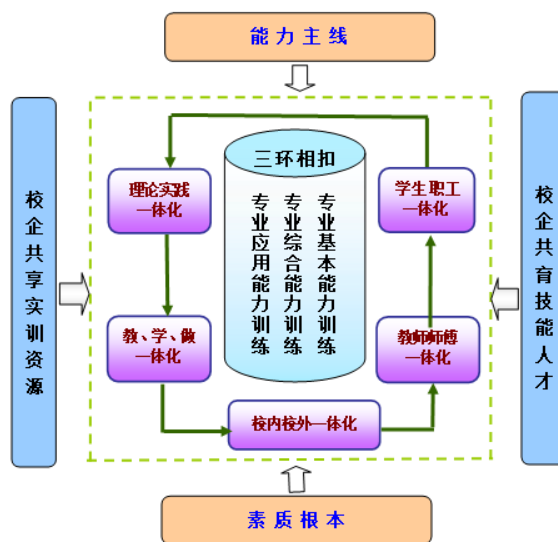 能力主线
校企共享实训资源
理论实践
一体化
教、学、做
一体化
三环相扣
专业基本能力训练
专业综合能力训练
专业应用能力训练
学生职工
一体化
教师师傅
一体化
校内校外一体化
校企共育技能人才
素质根本